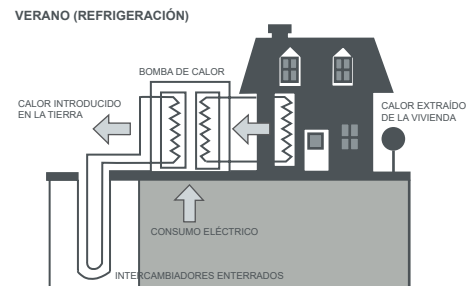 VERANO (REFRIGERACIÓN)
BOMBA DE CALOR
CALOR INTRODUCIDO
EN LA TIERRA
CALOR EXTRAÍDO
DE LA VIVIENDA
CONSUMO ELÉCTRICO
INTERCAMBIADORES ENTERRADOS